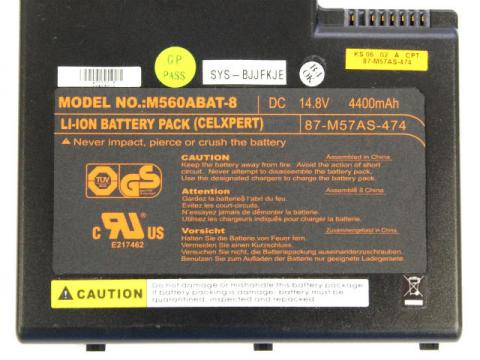 GP
PASS
SYS-BJJFKJE
BI
OK
KS 06 02 A CPT
87-M57AS-474
MODEL NO.:M560ABAT-8
DC 14.8V 4400mAh
LI-ION BATTERY PACK (CELXPERT)
87-M57AS-474
Never impact, pierce or crush the battery
CAUTION Assembled in China.
Keep the battery away from fire. Avoid the action of short
circuit. Never attempt to disassemble the battery pack.
Use the designated chargers to charge the battery pack.
Attention Assemblé â China.
Gardez la batterie à l'abri du feu.
Evitez les court-circuits.
N'essayez jamais de démonter la batterie.
Utilisez les chargeurs indiqués pour charger la batterie.
Vorsicht Zusammengebaut in China.
Halten Sie die Batterien von Feuer fern.
Vermeiden Sie einen Kurzschluss.
Versuchen Sie nicht, die Batteriepackung auseinanderzuschrauben.
Benutzen Sie zum Aufladen der Batterie nur geeignete Ladegeräte.
TÜV
GS
c UL US
E217462
CAUTION
Do not damage or mishandle this battery package
if battery package is damaged, it must be quarantined,
inspected and repacked